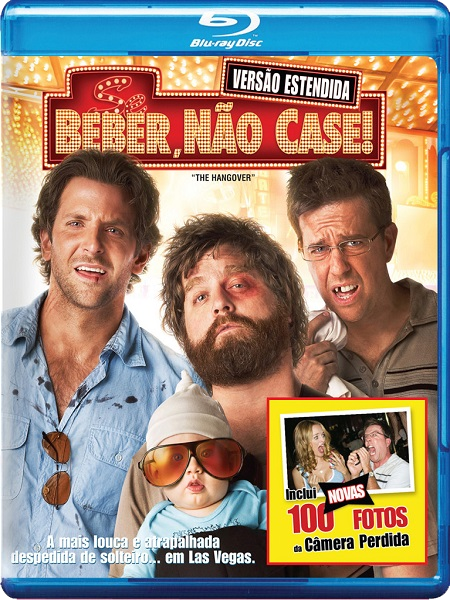 Blu-ray Disc
VERSÃO ESTENDIDA
Se
BEBER, NÃO CASE!
"THE HANGOVER"
Inclui NOVAS
100 FOTOS
da Câmera Perdida
A mais louca e atrapalhada
despedida de solteiro... em Las Vegas.